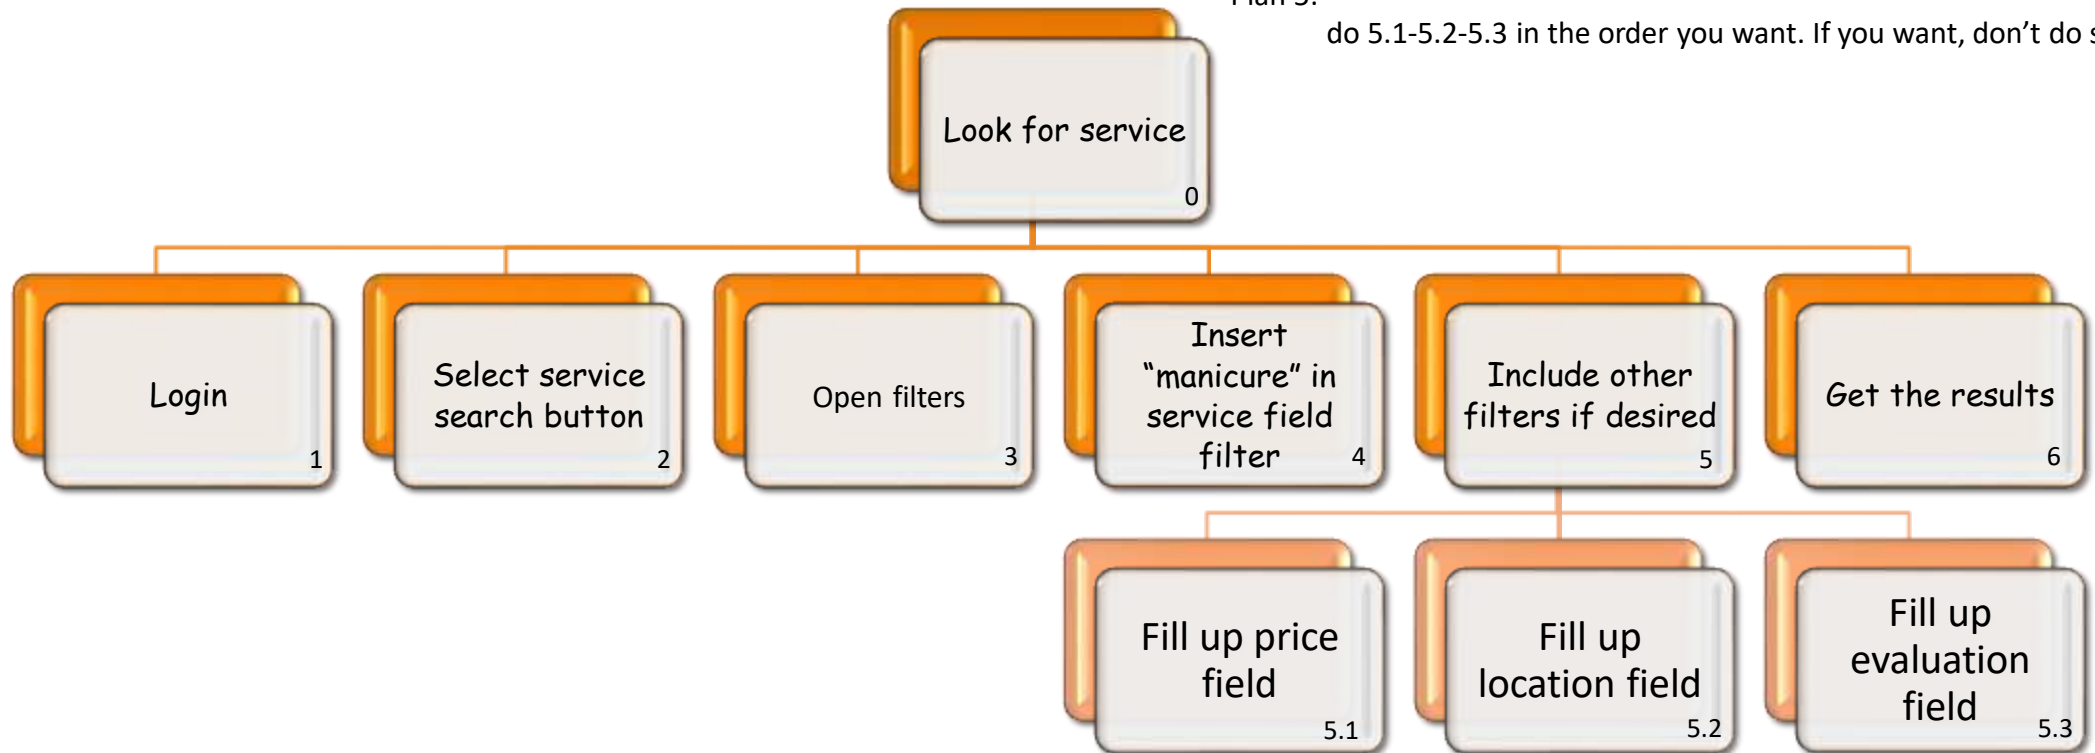 do 5.1-5.2-5.3 in the order you want. If you want, don’t do
Look for service
0
Login
1
Select service
search button
2
Open filters
3
Insert
“manicure” in
service field
filter
4
Include other
filters if desired
5
Get the results
6
Fill up price
field
5.1
Fill up
location field
5.2
Fill up
evaluation
field
5.3